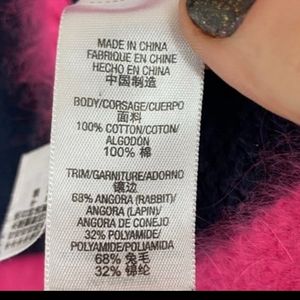 MADE IN CHINA
FABRIQUE EN CHINE
HECHO EN CHINA
中国制造
BODY/CORSAGE/CUERPO
面料
100% COTTON/COTON/
ALGODÓN
100% 棉
TRIM/GARNITURE/ADORNO
镶边
68% ANGORA (RABBIT)/
ANGORA (LAPIN)/
ANGORA DE CONEJO
32% POLYAMIDE/
POLYAMIDE/POLIAMIDA
68% 兔毛
32% 锦纶